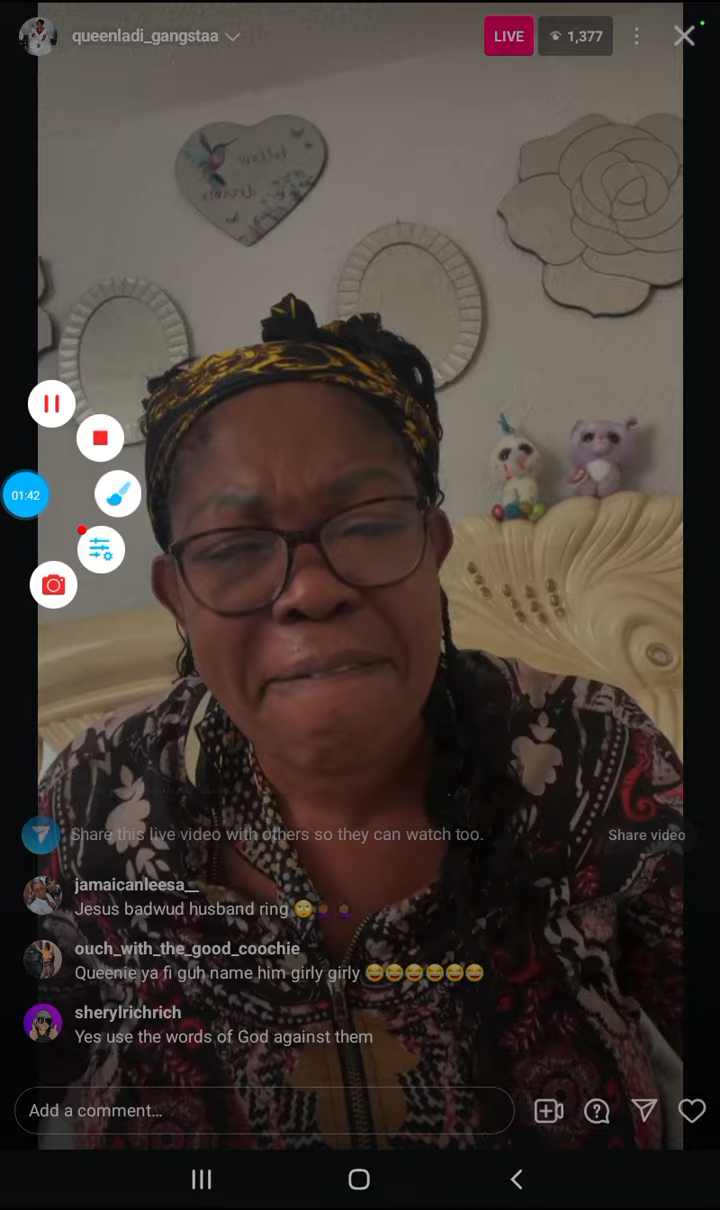 queenladi_gangstaa
LIVE
1,377
01:42
Share this live video with others so they can watch too.
Share video
jamaicanleesa__
Jesus badwud husband ring 🙄
ouch_with_the_good_coochie
Queenie ya fi guh name him girly girly 😂😂😂😂😂😂
sherylrichrich
Yes use the words of God against them
Add a comment...